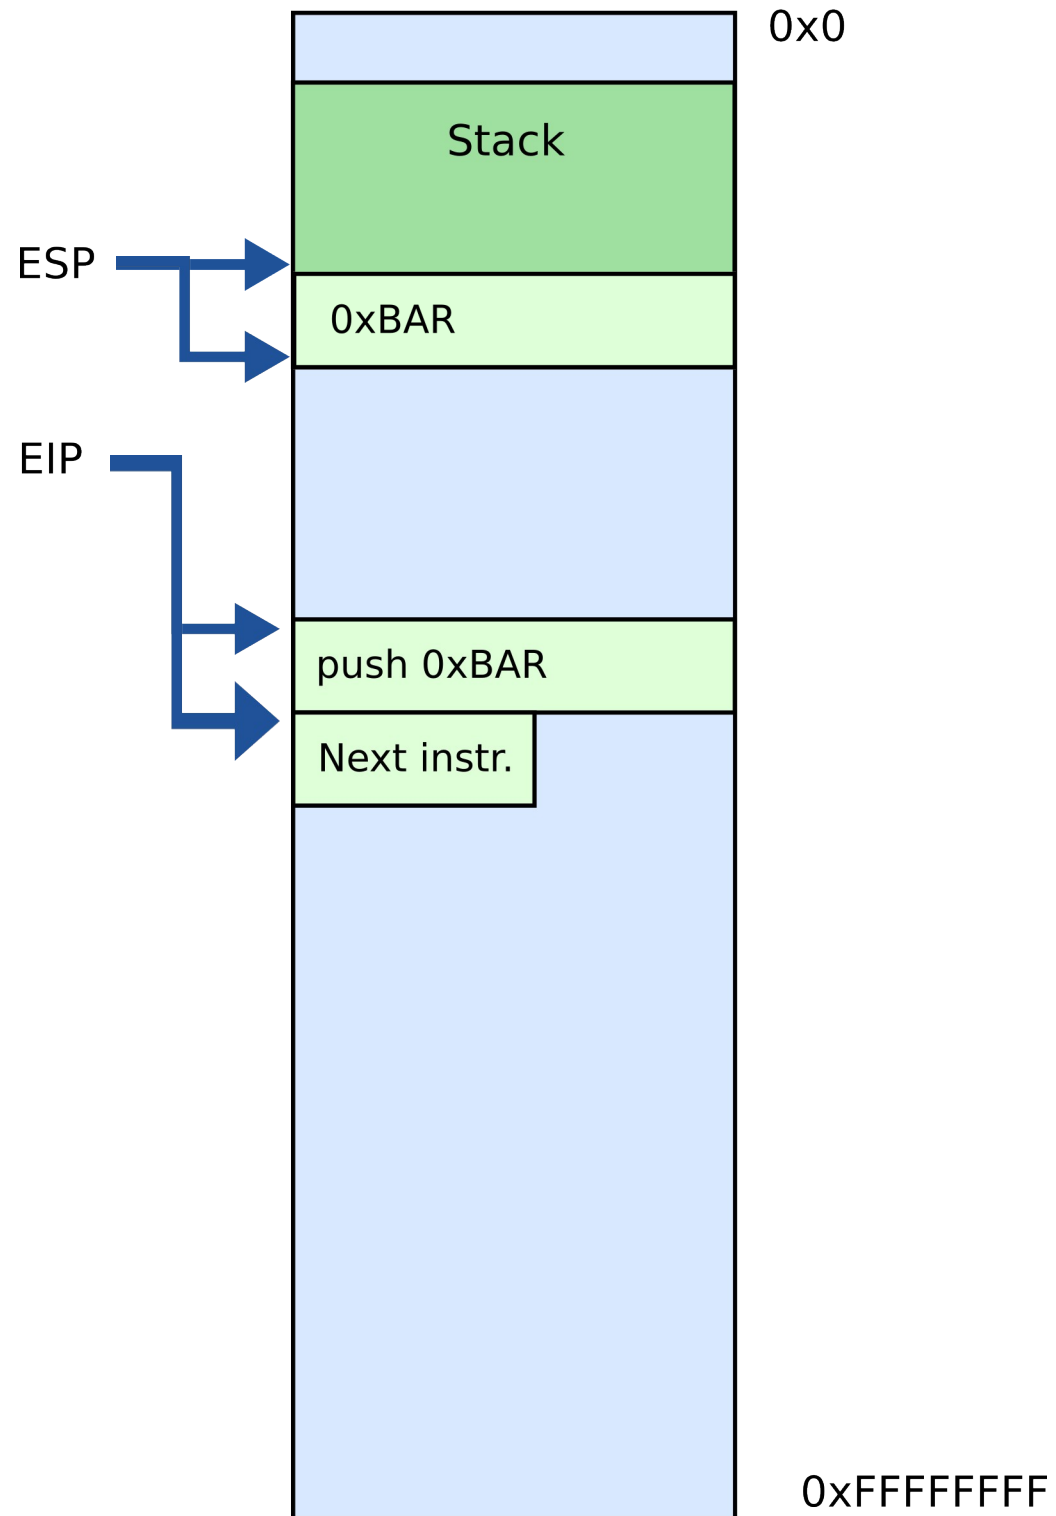 0x0
Stack
ESP
0xBAR
EIP
push 0xBAR
Next instr.
0xFFFFFFFF